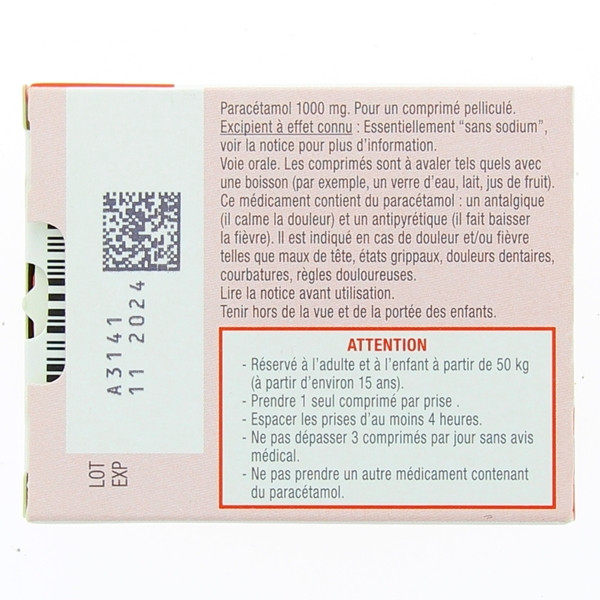 Paracétamol 1000 mg. Pour un comprimé pelliculé.
Excipient à effet connu : Essentiellement "sans sodium",
voir la notice pour plus d'information.
Voie orale. Les comprimés sont à avaler tels quels avec
une boisson (par exemple, un verre d'eau, lait, jus de fruit).
Ce médicament contient du paracétamol : un antalgique
(il calme la douleur) et un antipyrétique (il fait baisser
la fièvre). Il est indiqué en cas de douleur et/ou fièvre
telles que maux de tête, états grippaux, douleurs dentaires,
courbatures, règles douloureuses.
Lire la notice avant utilisation.
Tenir hors de la vue et de la portée des enfants.
ATTENTION
- Réservé à l'adulte et à l'enfant à partir de 50 kg
(à partir d'environ 15 ans).
- Prendre 1 seul comprimé par prise .
- Espacer les prises d'au moins 4 heures.
- Ne pas dépasser 3 comprimés par jour sans avis
médical.
- Ne pas prendre un autre médicament contenant
du paracétamol.
LOT A3141
EXP 11 2024